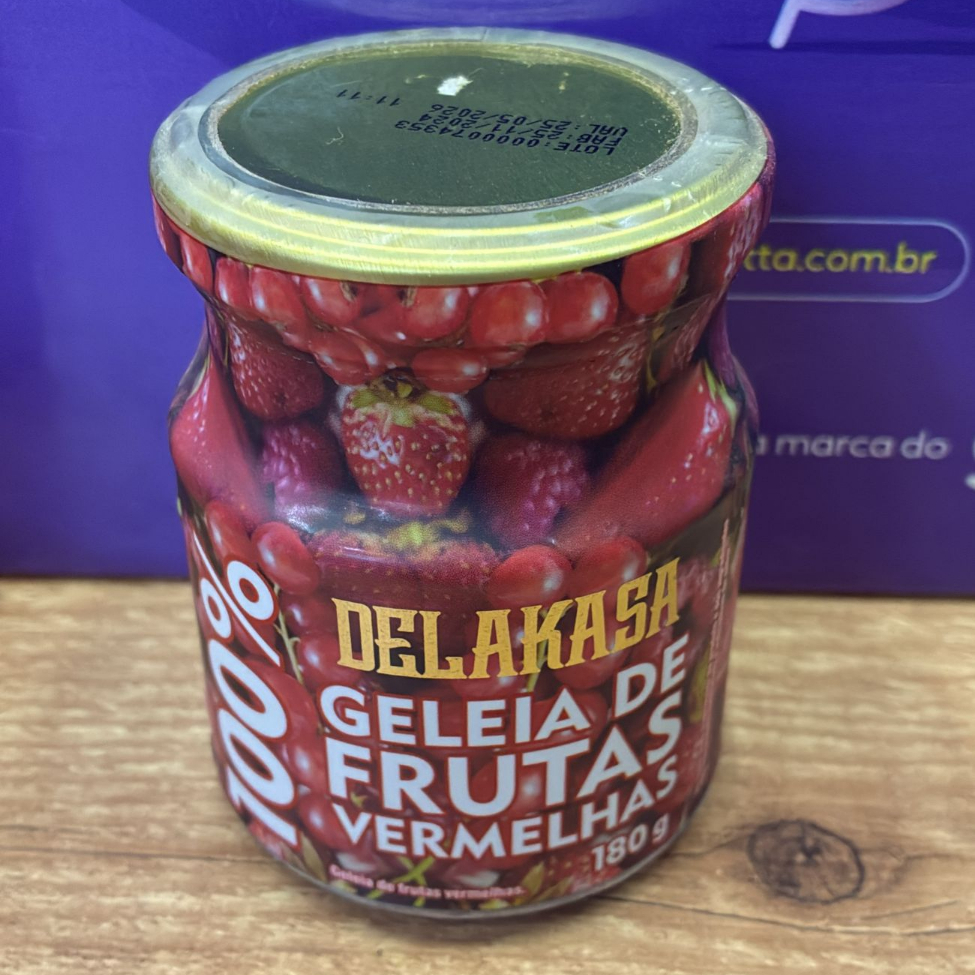 LOTE:0000074353
FAB:25/11/2024
VAL:25/05/2026 11:11
tta.com.br
a marca do
100%
DELAKASA
GELEIA DE
FRUTAS
VERMELHAS
180 g
Geleia de frutas vermelhas.